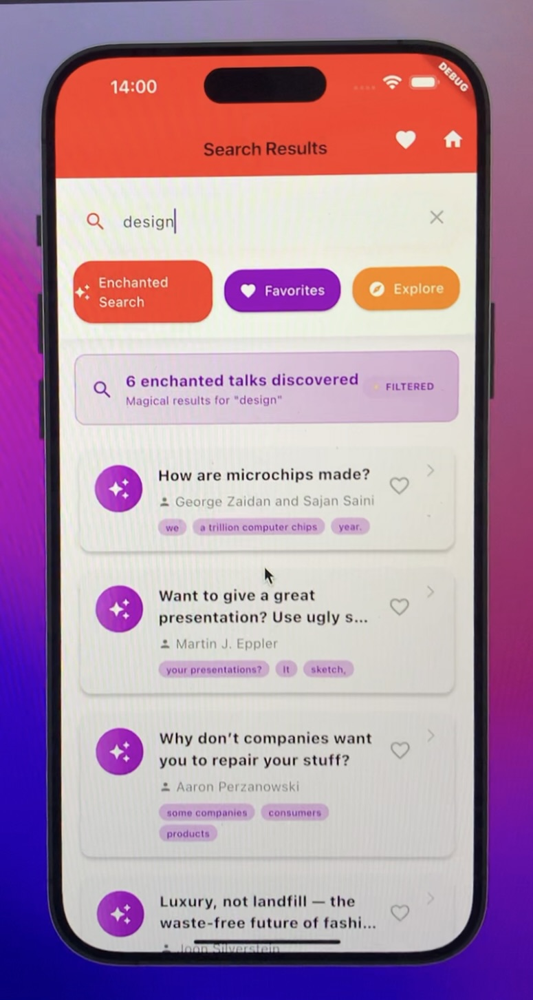 14:00
DEBUG
Search Results
design
Enchanted
Search
Favorites
Explore
6 enchanted talks discovered
FILTERED
Magical results for "design"
How are microchips made?
George Zaidan and Sajan Saini
we a trillion computer chips year.
Want to give a great
presentation? Use ugly s...
Martin J. Eppler
your presentations? It sketch,
Why don't companies want
you to repair your stuff?
Aaron Perzanowski
some companies consumers
products
Luxury, not landfill — the
waste-free future of fashi...
Joon Silverstein